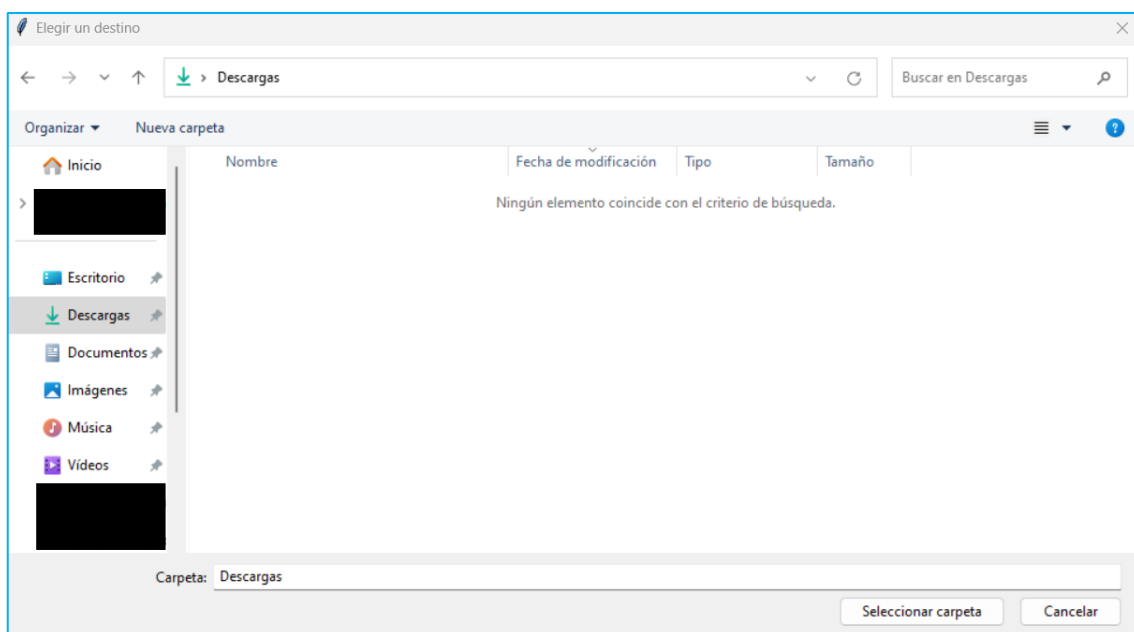 Elegir un destino
Descargas
Buscar en Descargas
Organizar
Nueva carpeta
Inicio
Nombre
Fecha de modificación
Tipo
Tamaño
Ningún elemento coincide con el criterio de búsqueda.
Escritorio
Descargas
Documentos
Imágenes
Música
Vídeos
Carpeta: Descargas
Seleccionar carpeta
Cancelar